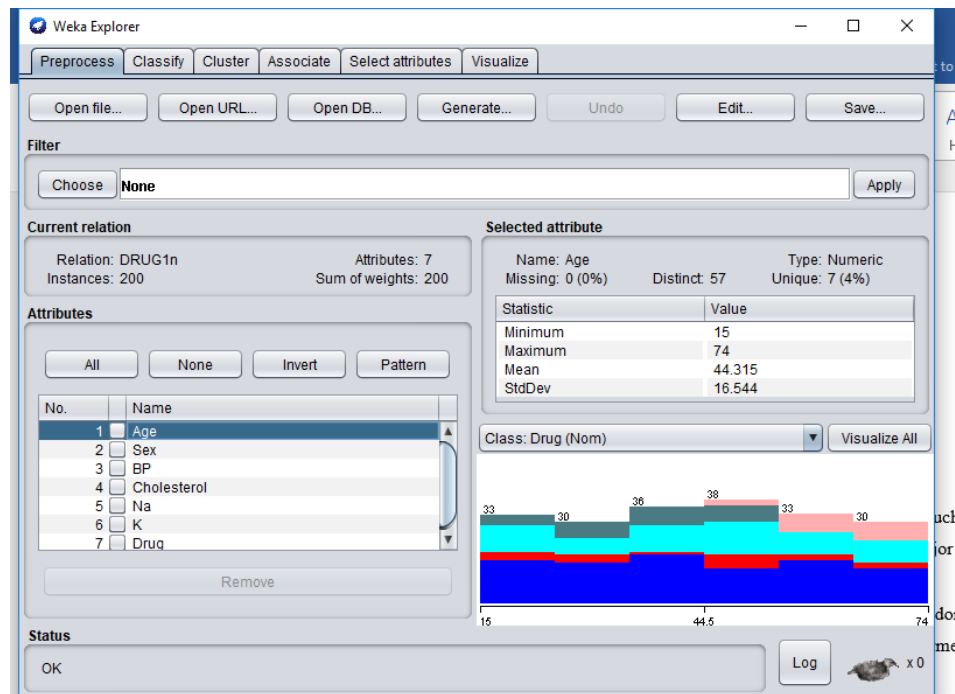 Weka Explorer
Preprocess Classify Cluster Associate Select attributes Visualize
Open file... Open URL... Open DB... Generate... Undo Edit... Save...
Filter
Choose None Apply
Current relation
Relation: DRUG1n Attributes: 7
Instances: 200 Sum of weights: 200
Attributes
All None Invert Pattern
No. Name
1 Age
2 Sex
3 BP
4 Cholesterol
5 Na
6 K
7 Drug
Remove
Selected attribute
Name: Age Type: Numeric
Missing: 0 (0%) Distinct: 57 Unique: 7 (4%)
Statistic Value
Minimum 15
Maximum 74
Mean 44.315
StdDev 16.544
Class: Drug (Nom) Visualize All
33 30 36 38 33 30
15 44.5 74
Status
OK
Log x 0